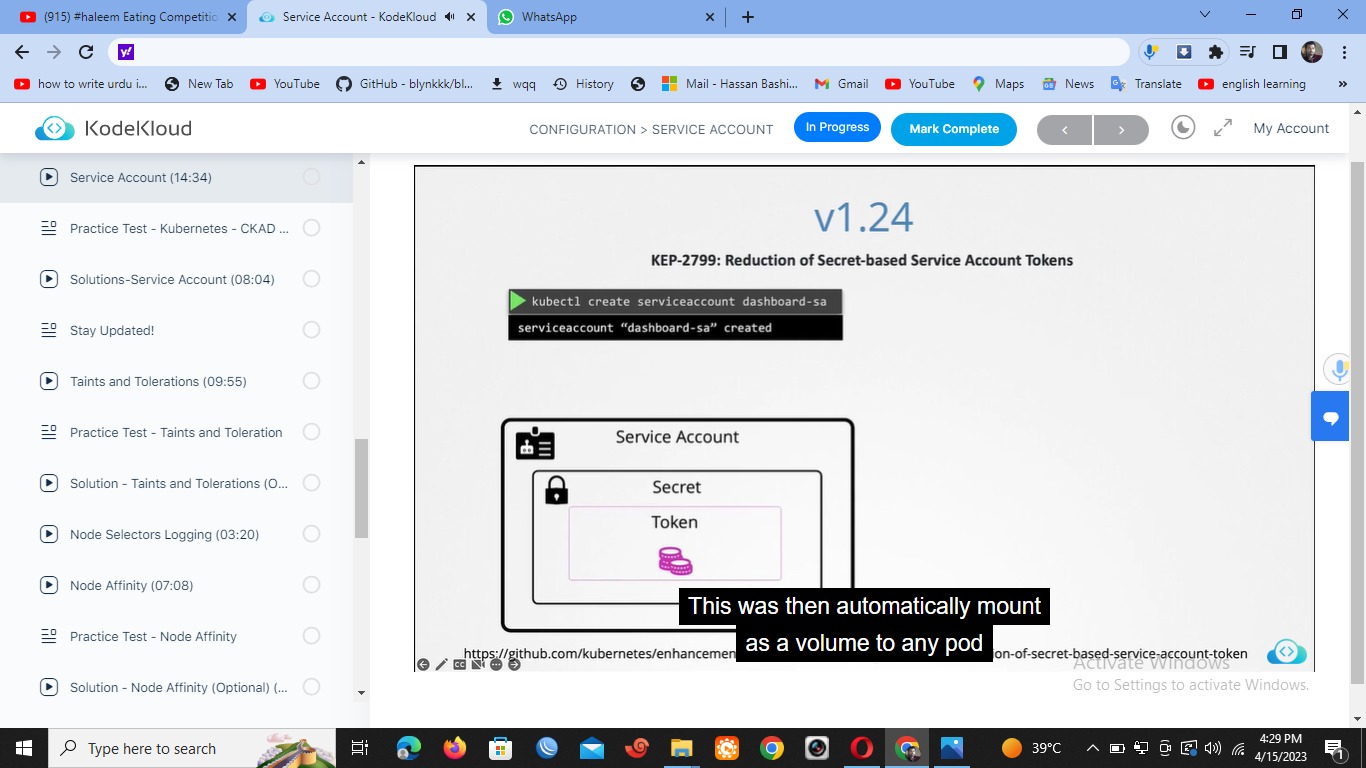 (915) #haleem Eating Competitio
Service Account - KodeKloud
WhatsApp
y!
how to write urdu i...
New Tab
YouTube
GitHub - blynkkk/bl...
wqq
History
Mail - Hassan Bashi...
Gmail
YouTube
Maps
News
Translate
english learning
»
KodeKloud
CONFIGURATION > SERVICE ACCOUNT
In Progress
Mark Complete
<
>
My Account
Service Account (14:34)
Practice Test - Kubernetes - CKAD ...
Solutions-Service Account (08:04)
Stay Updated!
Taints and Tolerations (09:55)
Practice Test - Taints and Toleration
Solution - Taints and Tolerations (O...
Node Selectors Logging (03:20)
Node Affinity (07:08)
Practice Test - Node Affinity
Solution - Node Affinity (Optional) (...
v1.24
KEP-2799: Reduction of Secret-based Service Account Tokens
kubectl create serviceaccount dashboard-sa
serviceaccount “dashboard-sa” created
Service Account
Secret
Token
This was then automatically mount
as a volume to any pod
https://github.com/kubernetes/enhancemen
on-of-secret-based-service-account-token
CC
Activate Windows
Go to Settings to activate Windows.
Type here to search
39°C
4:29 PM
4/15/2023
1